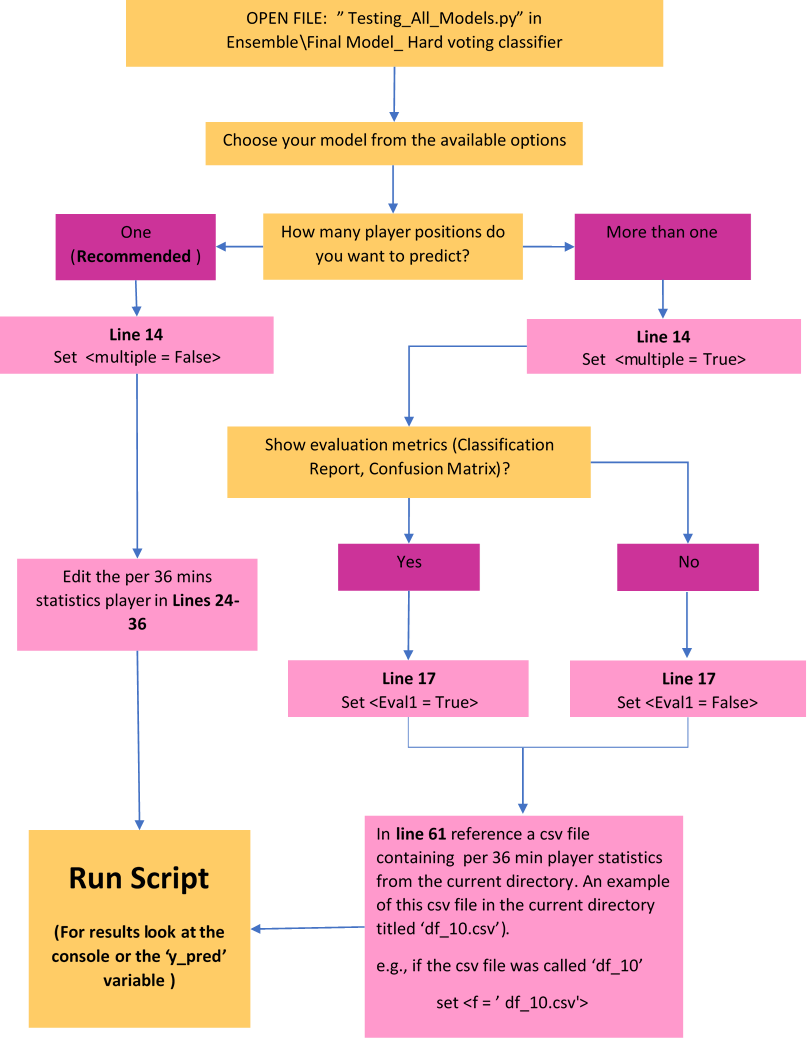 OPEN FILE:  ” Testing_All_Models.py” in
Ensemble\Final Model_ Hard voting classifier
Choose your model from the available options
How many player positions do
you want to predict?
One
(Recommended )
More than one
Line 14
Set  <multiple = False>
Line 14
Set  <multiple = True>
Show evaluation metrics (Classification
Report, Confusion Matrix)?
Yes
No
Edit the per 36 mins
statistics player in Lines 24-
36
Line 17
Set <Eval1 = True>
Line 17
Set <Eval1 = False>
In line 61 reference a csv file
containing  per 36 min player statistics
from the current directory. An example
of this csv file in the current directory
titled ‘df_10.csv’).
e.g., if the csv file was called ‘df_10’
set <f = ’ df_10.csv'>
Run Script
(For results look at the
console or the ‘y_pred’
variable )